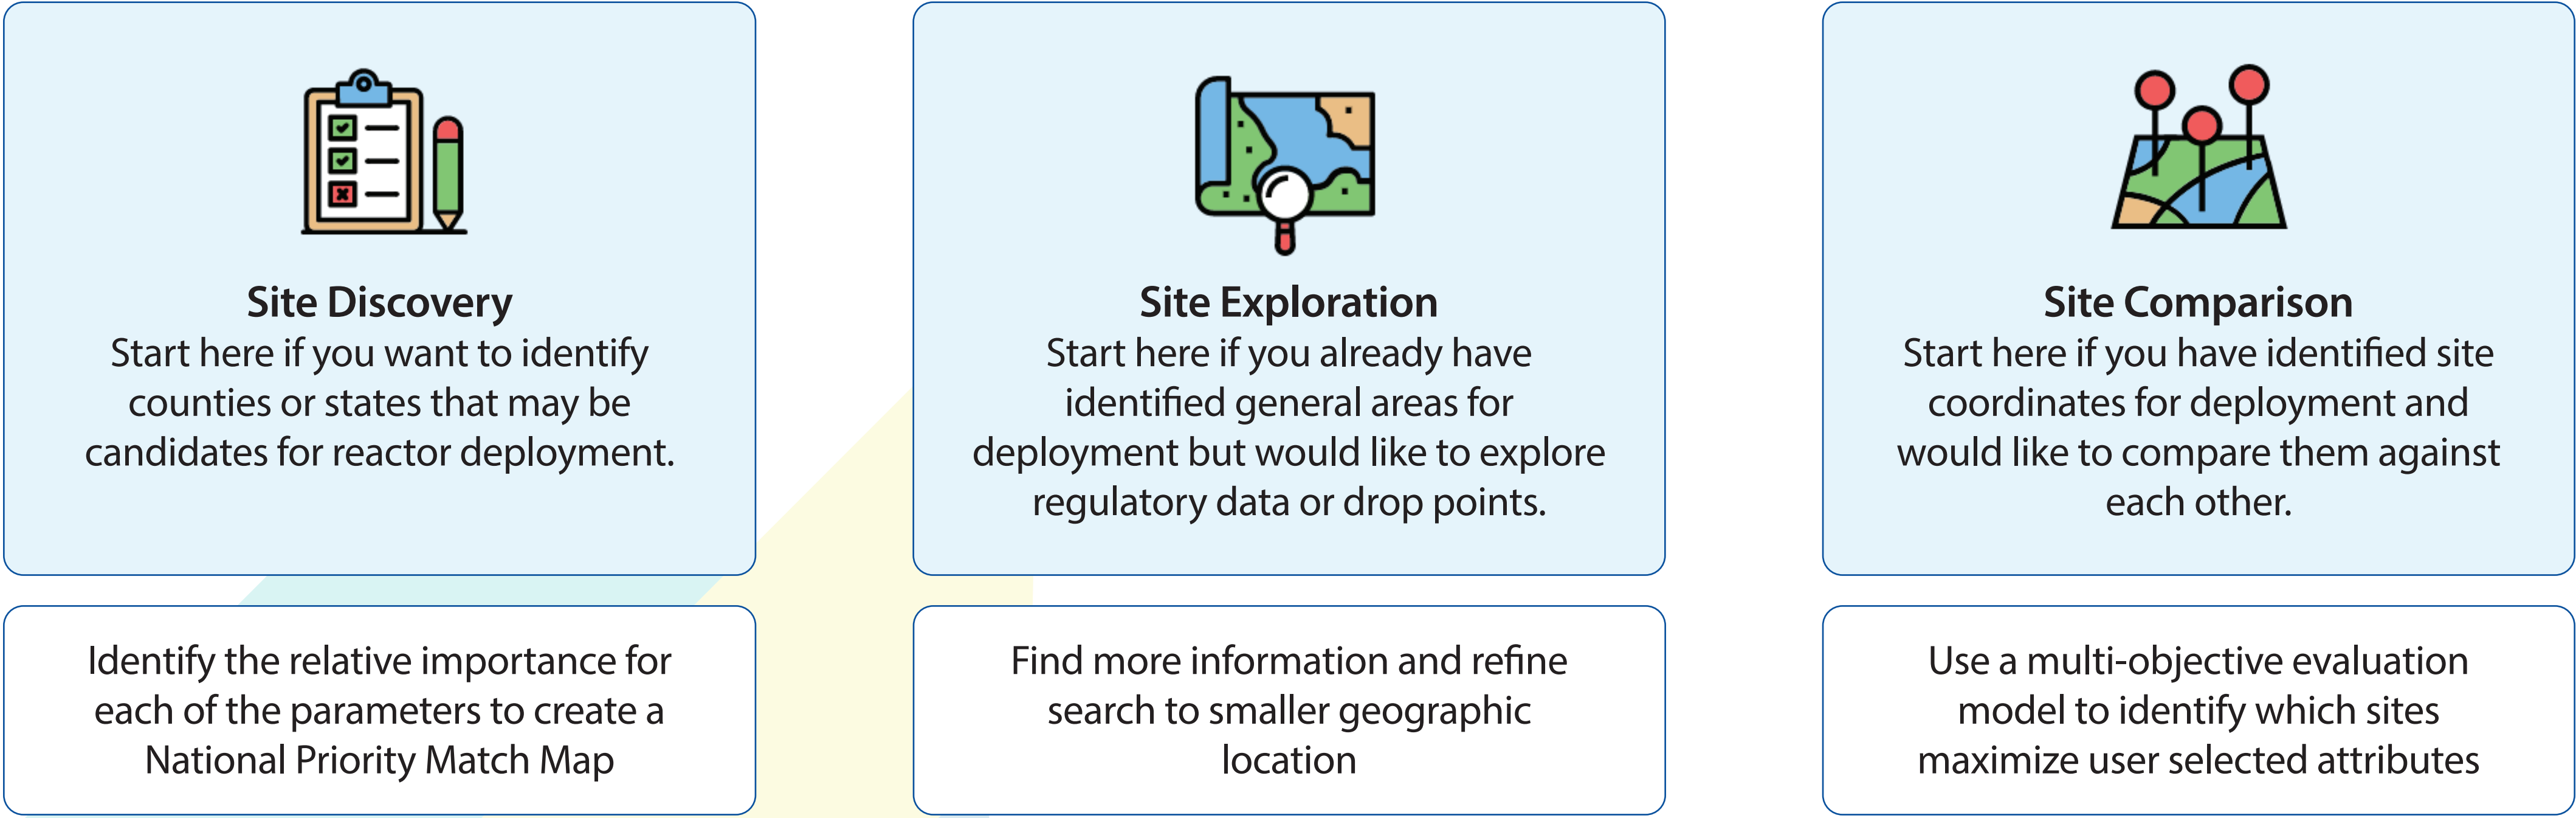 Site Discovery
Start here if you want to identify
counties or states that may be
candidates for reactor deployment.
Identify the relative importance for
each of the parameters to create a
National Priority Match Map
Site Exploration
Start here if you already have
identified general areas for
deployment but would like to explore
regulatory data or drop points.
Find more information and refine
search to smaller geographic
location
Site Comparison
Start here if you have identified site
coordinates for deployment and
would like to compare them against
each other.
Use a multi-objective evaluation
model to identify which sites
maximize user selected attributes